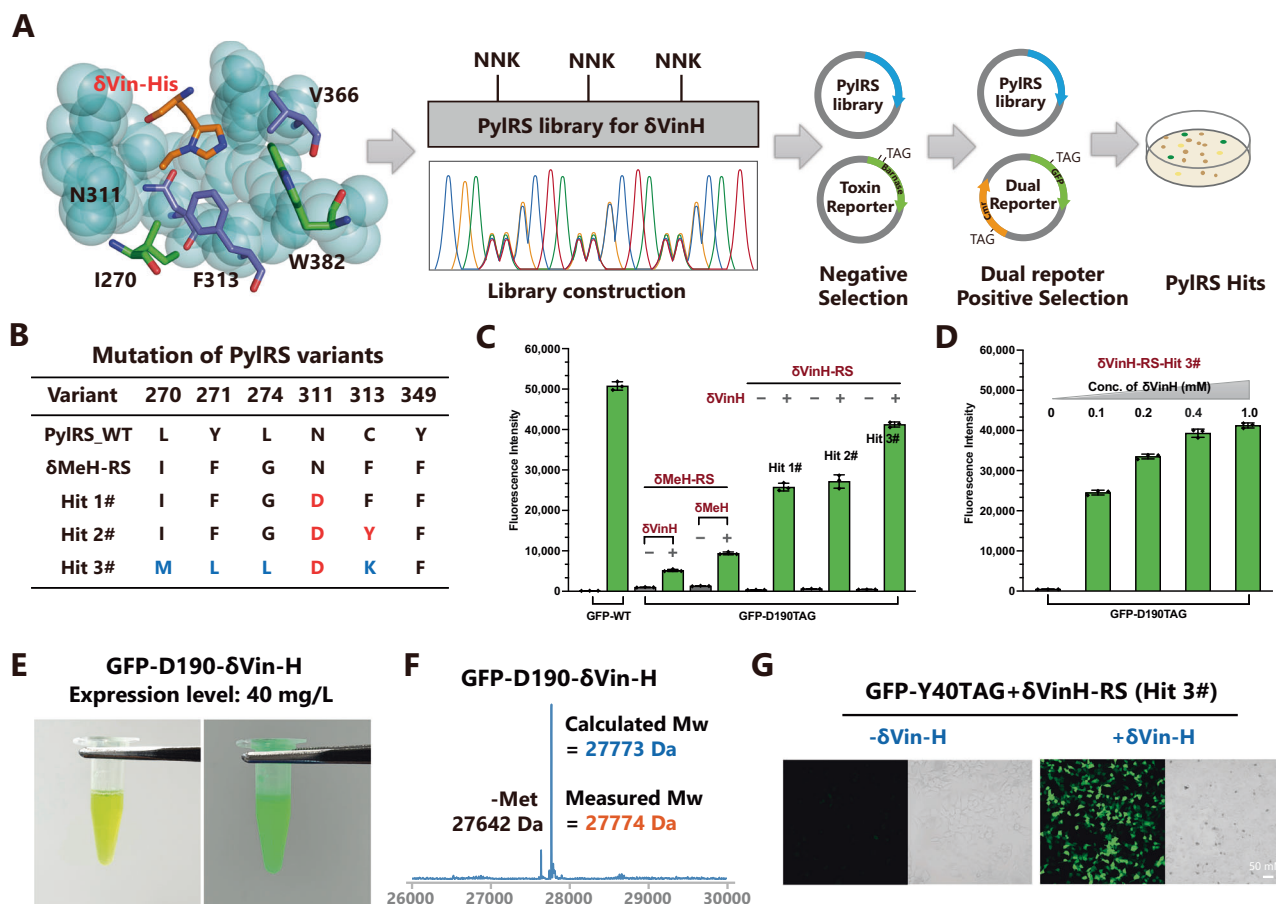 A
δVin-His
V366
N311
W382
I270
F313
NNK NNK NNK
PylRS library for δVinH
Library construction
PylRS
library
TAG
Barnase
Toxin
Reporter
Negative
Selection
PylRS
library
TAG
GFP
Dual
Reporter
Cmr
TAG
Dual repoter
Positive Selection
PylRS Hits
B
Mutation of PylRS variants
Variant 270 271 274 311 313 349
PylRS_WT L Y L N C Y
δMeH-RS I F G N F F
Hit 1# I F G D F F
Hit 2# I F G D Y F
Hit 3# M L L D K F
C
Fluorescence Intensity
60,000
50,000
40,000
30,000
20,000
10,000
0
δVinH-RS
δVinH − + − + − +
Hit 3#
Hit 2#
Hit 1#
δMeH-RS
δMeH
δVinH
− +
− +
GFP-WT
GFP-D190TAG
D
Fluorescence Intensity
60,000
50,000
40,000
30,000
20,000
10,000
0
δVinH-RS-Hit 3#
Conc. of δVinH (mM)
0 0.1 0.2 0.4 1.0
GFP-D190TAG
E
GFP-D190-δVin-H
Expression level: 40 mg/L
F
GFP-D190-δVin-H
Calculated Mw
= 27773 Da
-Met
27642 Da
Measured Mw
= 27774 Da
26000 27000 28000 29000 30000
G
GFP-Y40TAG+δVinH-RS (Hit 3#)
-δVin-H +δVin-H